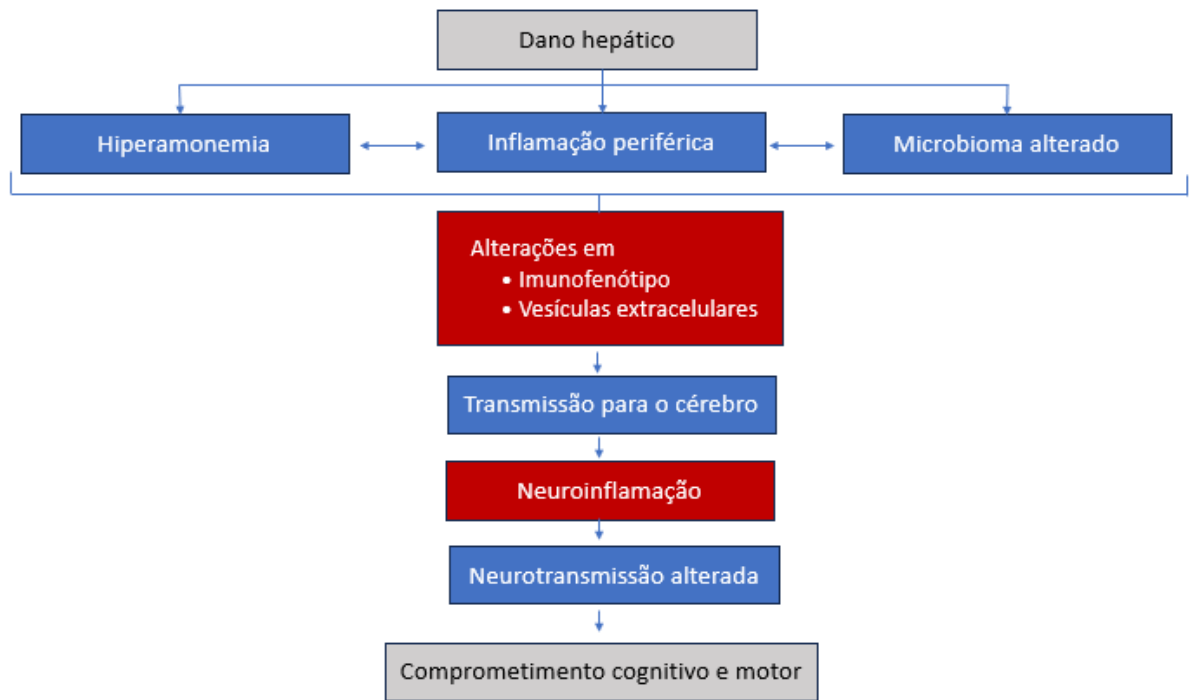 Dano hepático
Hiperamonemia
Inflamação periférica
Microbioma alterado
Alterações em
• Imunofenótipo
• Vesículas extracelulares
Transmissão para o cérebro
Neuroinflamação
Neurotransmissão alterada
Comprometimento cognitivo e motor